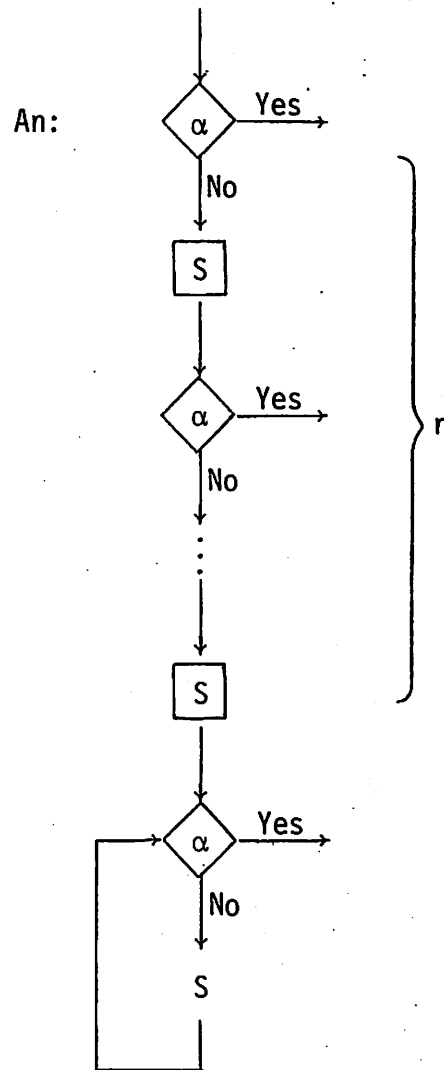 An:
α Yes
No
S
α Yes
r
No
S
α Yes
No
S